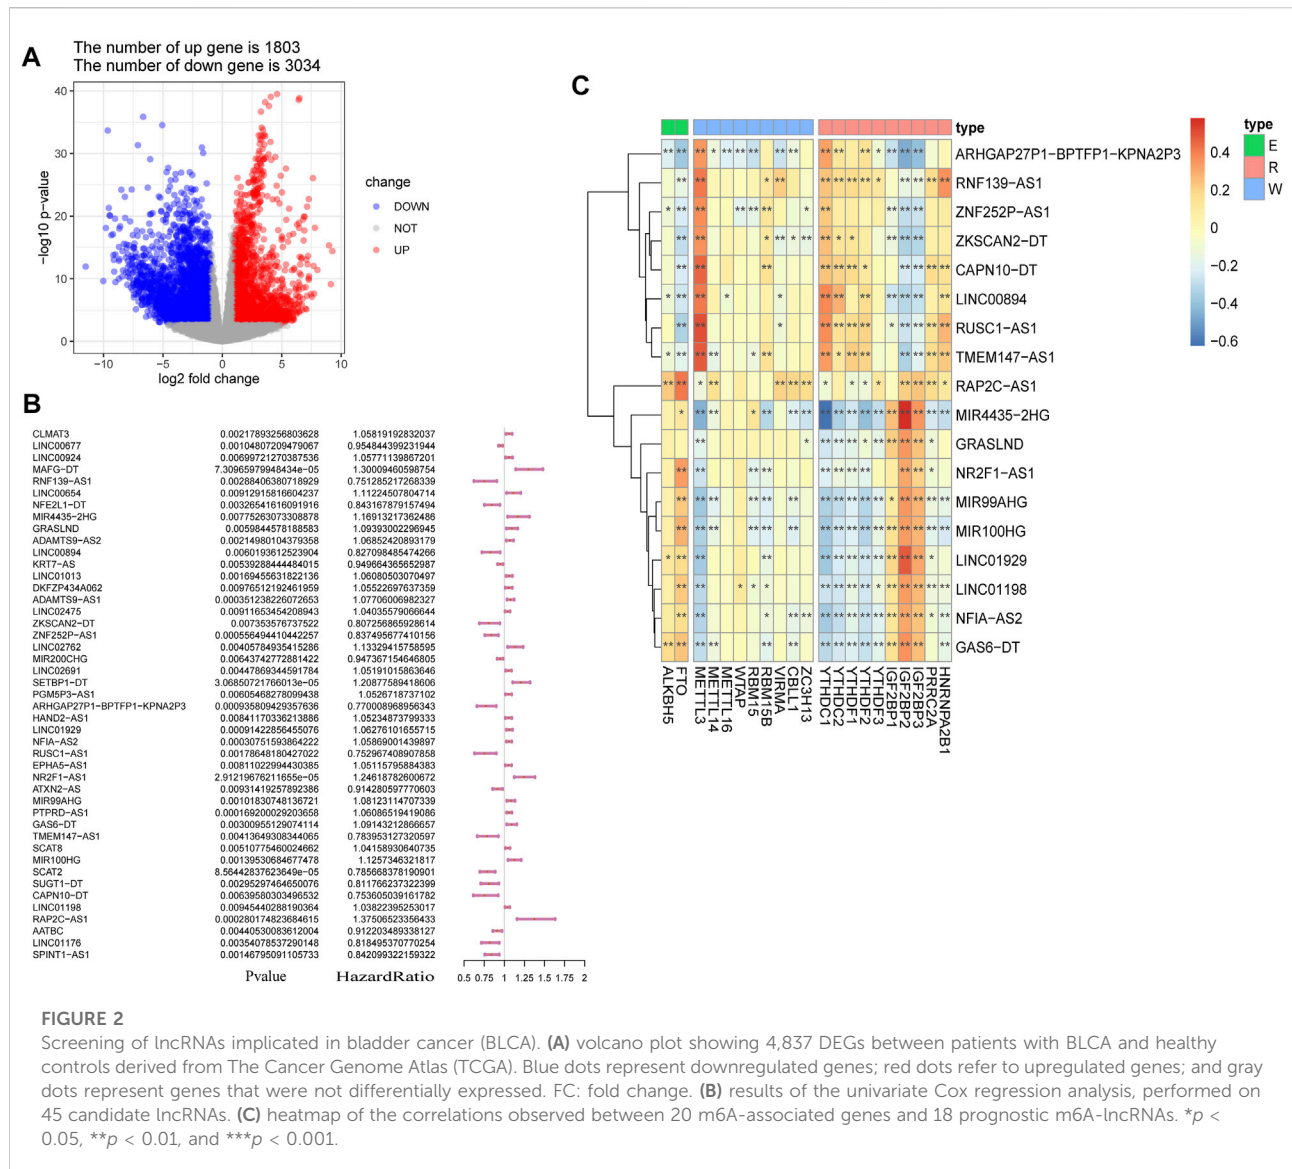 A
The number of up gene is 1803
The number of down gene is 3034
40
30
20
10
0
−log10 p−value
−10
−5
0
5
10
log2 fold change
change
DOWN
NOT
UP
B
CLMAT3 0.00217893256803628 1.05819192832037
LINC00677 0.00104807209479067 0.954844399231944
LINC00924 0.00699721270387536 1.05771139867201
MAFG−DT 7.30965979948434e−05 1.30009460598754
RNF139−AS1 0.00288406380718929 0.751285217268339
LINC00654 0.00912915816604237 1.11224507804714
NFE2L1−DT 0.00326541616091916 0.843167879157494
MIR4435−2HG 0.00775263073308878 1.16913217362486
GRASLND 0.0059844578188583 1.09393002296945
ADAMTS9−AS2 0.00214980104379358 1.06852420893179
LINC00894 0.0060193612523904 0.827098485474266
KRT7−AS 0.00539288444484015 0.949664365652987
LINC01013 0.00169455631822136 1.06080503070497
DKFZP434A062 0.00976512192461959 1.05522697637359
ADAMTS9−AS1 0.000351238226072653 1.07706006982327
LINC02475 0.00911653454208943 1.04035579066644
ZKSCAN2−DT 0.007353576737522 0.807256865928614
ZNF252P−AS1 0.000556494410442257 0.837495677410156
LINC02762 0.00405784935415286 1.13329415758595
MIR200CHG 0.00643742772881422 0.947367154646805
LINC02691 0.00447869344591784 1.05191015863646
SETBP1−DT 3.06850721766013e−05 1.20877589418606
PGM5P3−AS1 0.00605468278099438 1.0526718737102
ARHGAP27P1−BPTFP1−KPNA2P3 0.000935809429357636 0.770008968956343
HAND2−AS1 0.00841170336213886 1.05234873799333
LINC01929 0.00091422856455076 1.06276101655715
NFIA−AS2 0.00030751593864222 1.05869001439897
RUSC1−AS1 0.00178648180427022 0.752967408907858
EPHA5−AS1 0.00811022994430385 1.05115795884383
NR2F1−AS1 2.91219676211655e−05 1.24618782600672
ATXN2−AS 0.00931419257892386 0.914280597770603
MIR99AHG 0.00101830748136721 1.08123114707339
PTPRD−AS1 0.000169200029203658 1.06086519419086
GAS6−DT 0.00300955129074114 1.09143212866657
TMEM147−AS1 0.00413649308344065 0.783953127320597
SCAT8 0.00510775460024662 1.04158930640735
MIR100HG 0.00139530684677478 1.1257346321817
SCAT2 8.56442837623649e−05 0.785668378190901
SUGT1−DT 0.00295297464650076 0.811766237322399
CAPN10−DT 0.00639580303496532 0.753605039161782
LINC01198 0.00945440288190364 1.03822395253017
RAP2C−AS1 0.000280174823684615 1.37506523356433
AATBC 0.00440530083612004 0.912203489338127
LINC01176 0.00354078537290148 0.818495370770254
SPINT1−AS1 0.00146795091105733 0.842099322159322
Pvalue HazardRatio
0.5 0.75 1 1.25 1.5 1.75 2
C
type
ARHGAP27P1−BPTFP1−KPNA2P3
RNF139−AS1
ZNF252P−AS1
ZKSCAN2−DT
CAPN10−DT
LINC00894
RUSC1−AS1
TMEM147−AS1
RAP2C−AS1
MIR4435−2HG
GRASLND
NR2F1−AS1
MIR99AHG
MIR100HG
LINC01929
LINC01198
NFIA−AS2
GAS6−DT
ALKBH5
FTO
METTL3
METTL14
METTL16
WTAP
RBM15
RBM15B
VIRMA
CBLL1
ZC3H13
YTHDC1
YTHDC2
YTHDF1
YTHDF2
YTHDF3
IGF2BP1
IGF2BP2
IGF2BP3
PRRC2A
HNRNPA2B1
0.4
0.2
0
−0.2
−0.4
−0.6
type
E
R
W
FIGURE 2
Screening of lncRNAs implicated in bladder cancer (BLCA). (A) volcano plot showing 4,837 DEGs between patients with BLCA and healthy
controls derived from The Cancer Genome Atlas (TCGA). Blue dots represent downregulated genes; red dots refer to upregulated genes; and gray
dots represent genes that were not differentially expressed. FC: fold change. (B) results of the univariate Cox regression analysis, performed on
45 candidate lncRNAs. (C) heatmap of the correlations observed between 20 m6A-associated genes and 18 prognostic m6A-lncRNAs. *p <
0.05, **p < 0.01, and ***p < 0.001.